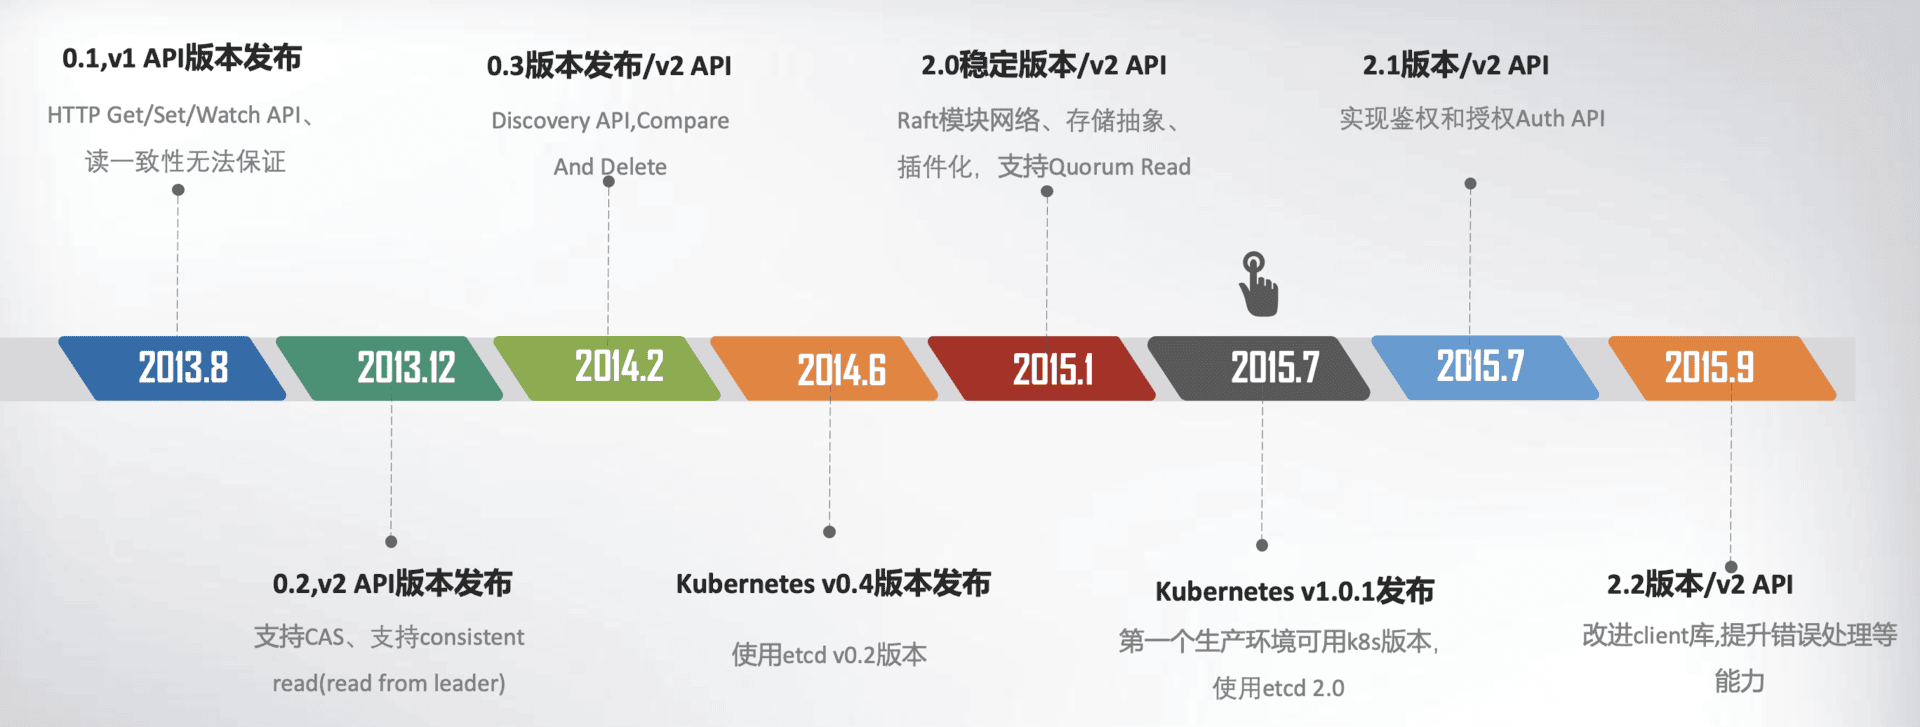 0.1,v1 API版本发布
HTTP Get/Set/Watch API、
读一致性无法保证
0.3版本发布/v2 API
Discovery API,Compare
And Delete
2.0稳定版本/v2 API
Raft模块网络、存储抽象、
插件化，支持Quorum Read
2.1版本/v2 API
实现鉴权和授权Auth API
2013.8
2013.12
2014.2
2014.6
2015.1
2015.7
2015.7
2015.9
0.2,v2 API版本发布
支持CAS、支持consistent
read(read from leader)
Kubernetes v0.4版本发布
使用etcd v0.2版本
Kubernetes v1.0.1发布
第一个生产环境可用k8s版本，
使用etcd 2.0
2.2版本/v2 API
改进client库,提升错误处理等
能力